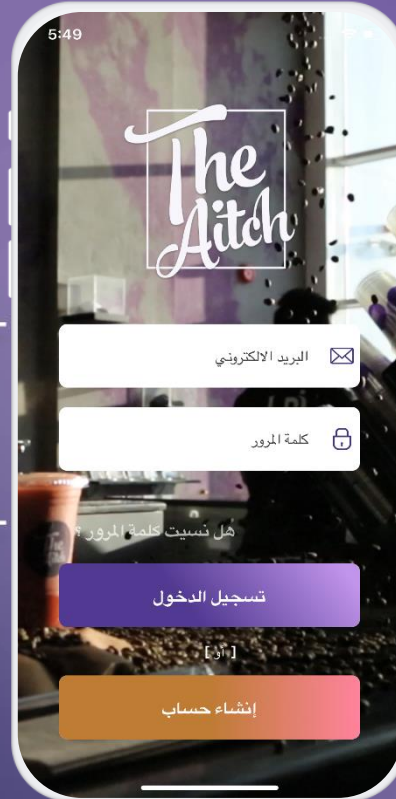 5:49
The
Aitch
البريد الالكتروني
كلمة المرور
هل نسيت كلمة المرور ؟
تسجيل الدخول
[ أو ]
إنشاء حساب